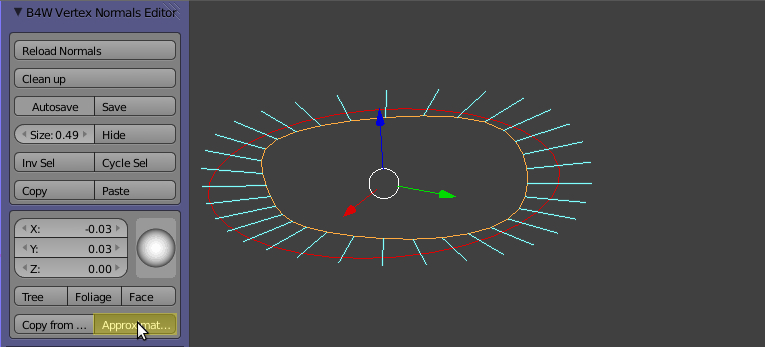 B4W Vertex Normals Editor
Reload Normals
Clean up
Autosave Save
Size: 0.49 Hide
Inv Sel Cycle Sel
Copy Paste
X: -0.03
Y: 0.03
Z: 0.00
Tree Foliage Face
Copy from ... Approximat...